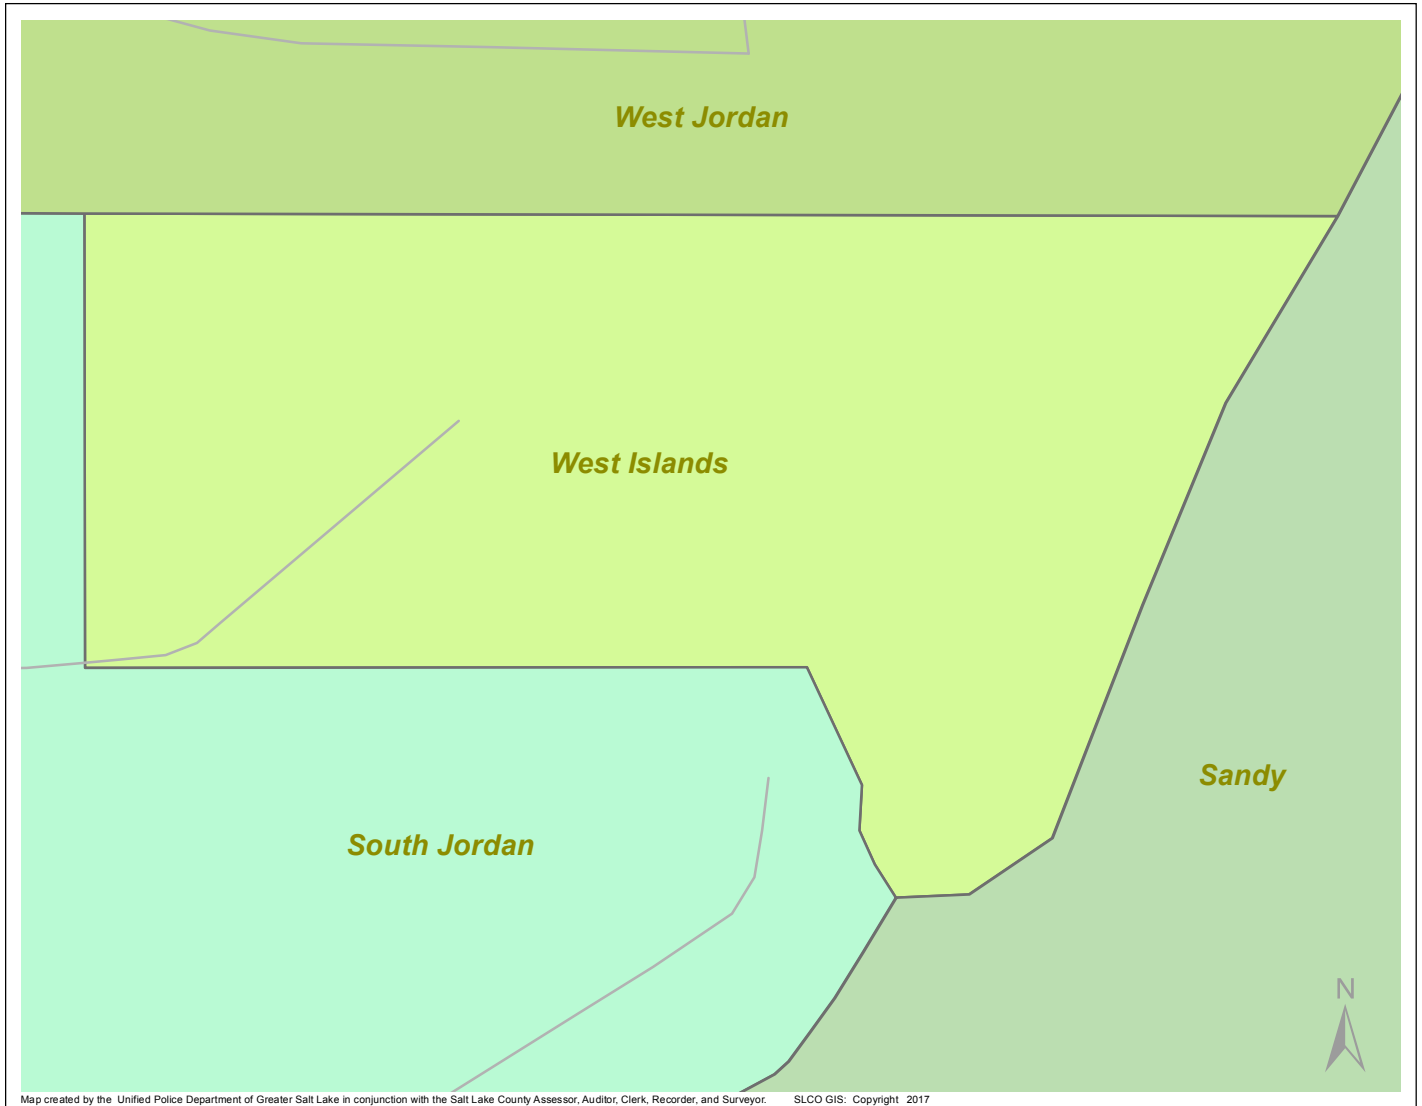 West Jordan
West Islands
Sandy
South Jordan
N
Map created by the Unified Police Department of Greater Salt Lake in conjunction with the Salt Lake County Assessor, Auditor, Clerk, Recorder, and Surveyor. SLCO GIS: Copyright 2017